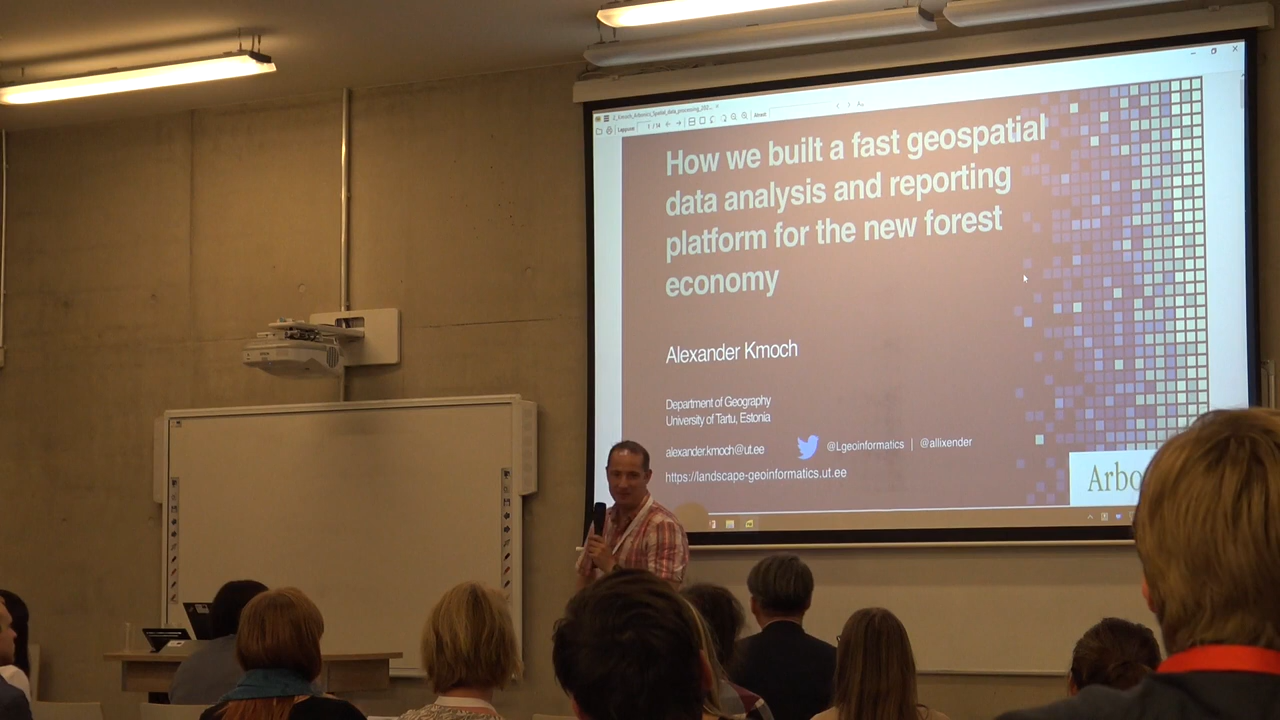 How we built a fast geospatial
data analysis and reporting
platform for the new forest
economy
Alexander Kmoch
Department of Geography
University of Tartu, Estonia
alexander.kmoch@ut.ee
@Lgeoinformatics | @allixender
https://landscape-geoinformatics.ut.ee
Arbo